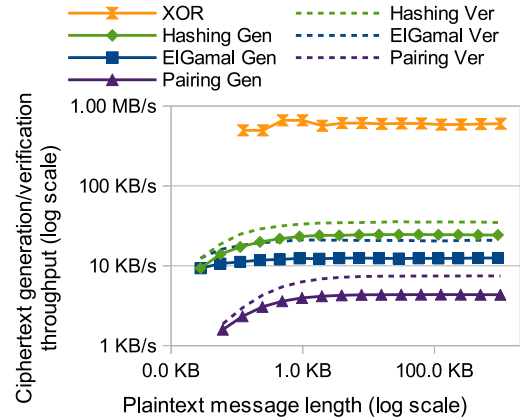 XOR
Hashing Gen
ElGamal Gen
Pairing Gen
Hashing Ver
ElGamal Ver
Pairing Ver
Ciphertext generation/verification
throughput (log scale)
1.00 MB/s
100 KB/s
10 KB/s
1 KB/s
0.0 KB
1.0 KB
100.0 KB
Plaintext message length (log scale)